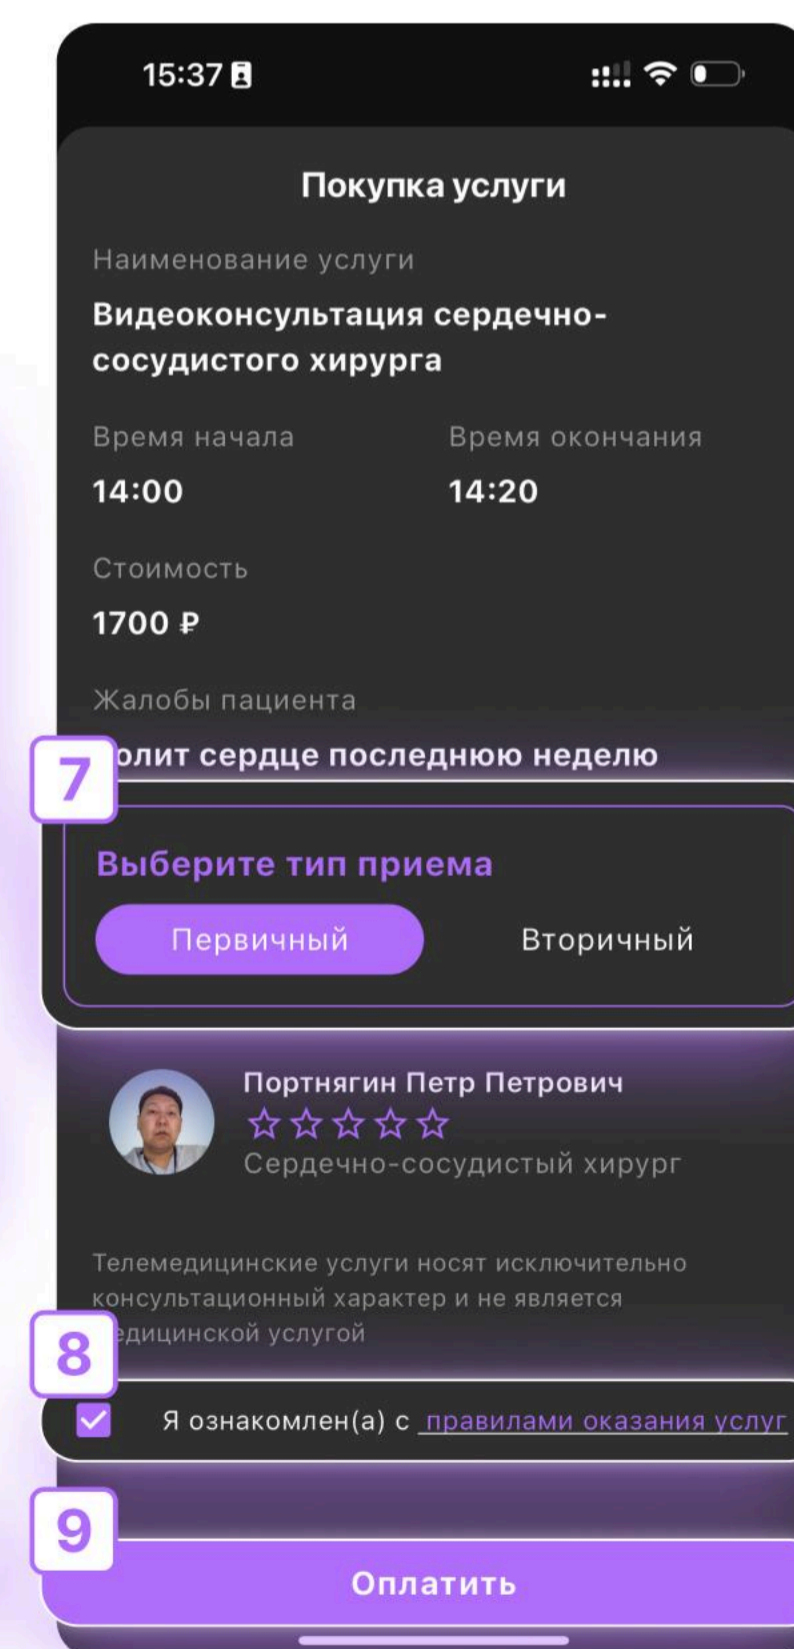 15:37
Покупка услуги
Наименование услуги
Видеоконсультация сердечно-
сосудистого хирурга
Время начала Время окончания
14:00 14:20
Стоимость
1700 ₽
Жалобы пациента
олит сердце последнюю неделю
7
Выберите тип приема
Первичный Вторичный
Портнягин Петр Петрович
Сердечно-сосудистый хирург
Телемедицинские услуги носят исключительно
консультационный характер и не является
едицинской услугой
8
Я ознакомлен(а) с правилами оказания услуг
9
Оплатить